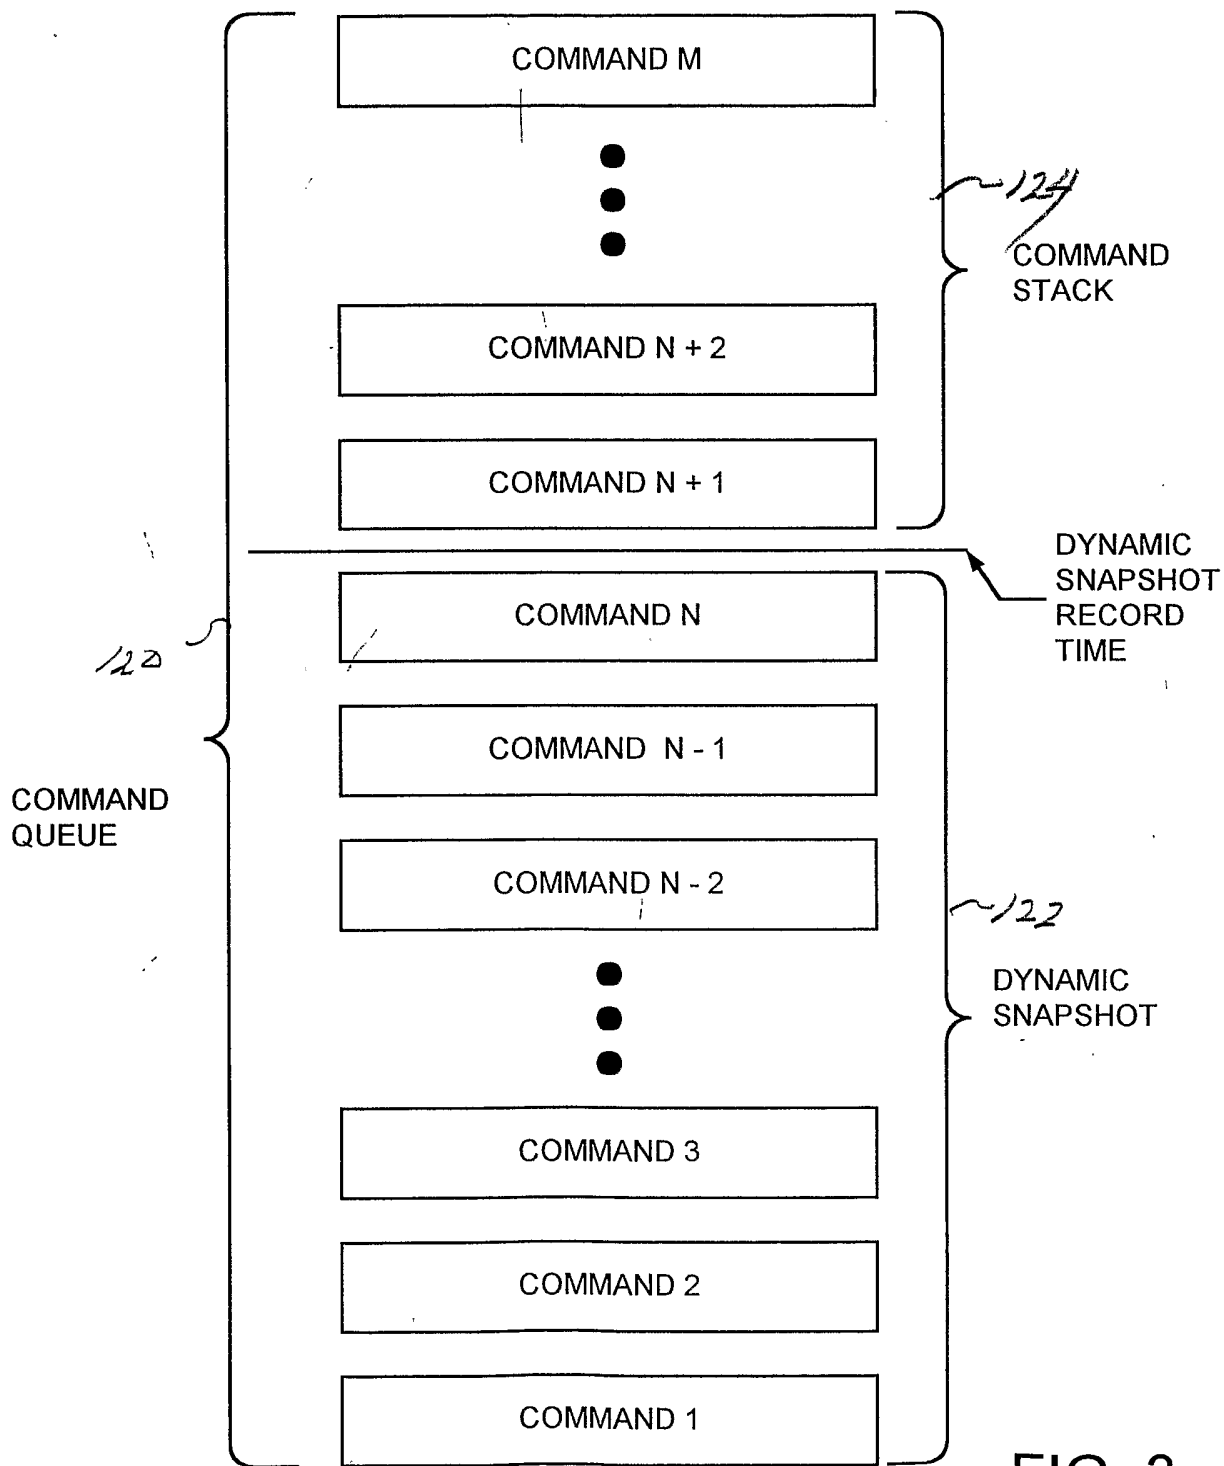 COMMAND M
124
COMMAND
STACK
COMMAND N + 2
COMMAND N + 1
DYNAMIC
SNAPSHOT
RECORD
TIME
COMMAND N
120
COMMAND N - 1
COMMAND
QUEUE
COMMAND N - 2
122
DYNAMIC
SNAPSHOT
COMMAND 3
COMMAND 2
COMMAND 1